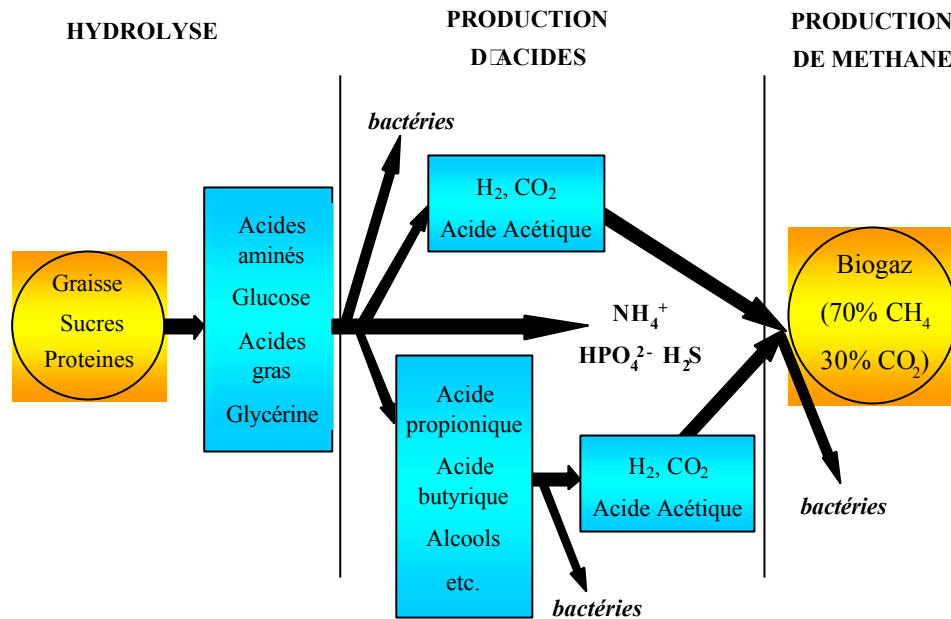 HYDROLYSE
PRODUCTION
D□ACIDES
PRODUCTION
DE METHANE
bactéries
H₂, CO₂
Acide Acétique
Acides
aminés
Glucose
Acides
gras
Glycérine
Graisse
Sucres
Proteines
NH₄⁺
HPO₄²⁻ H₂S
Biogaz
(70% CH₄
30% CO₂)
Acide
propionique
Acide
butyrique
Alcools
etc.
H₂, CO₂
Acide Acétique
bactéries
bactéries